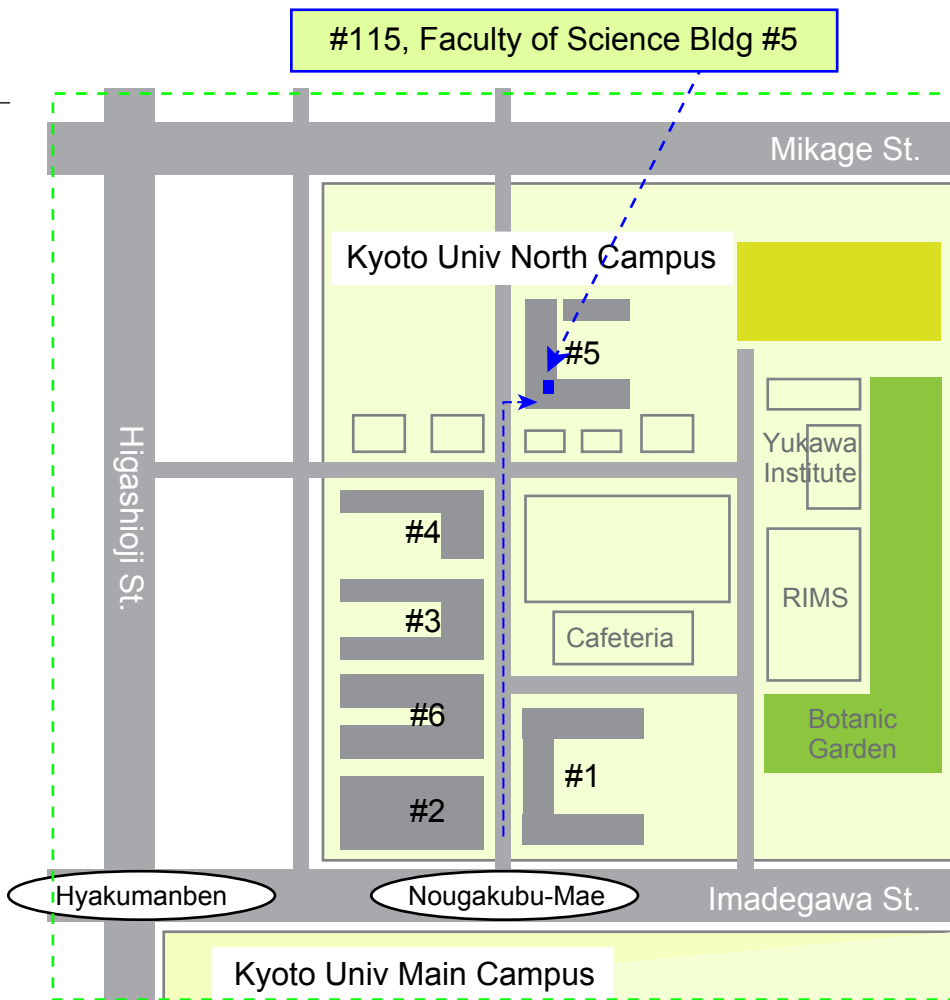 #115, Faculty of Science Bldg #5
Mikage St.
Kyoto Univ North Campus
#5
Higashioji St.
Yukawa
Institute
#4
RIMS
#3
Cafeteria
#6
Botanic
Garden
#1
#2
Hyakumanben
Nougakubu-Mae
Imadegawa St.
Kyoto Univ Main Campus